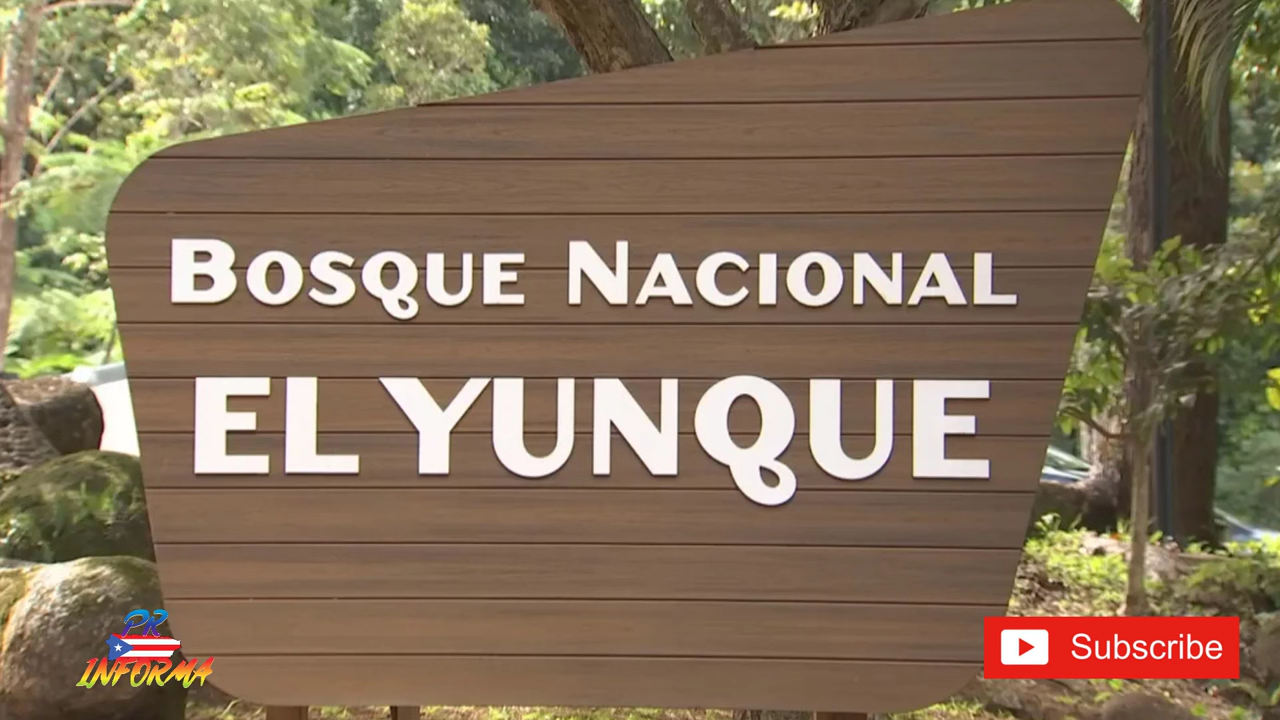 BOSQUE NACIONAL
EL YUNQUE
PR
INFORMA
Subscribe